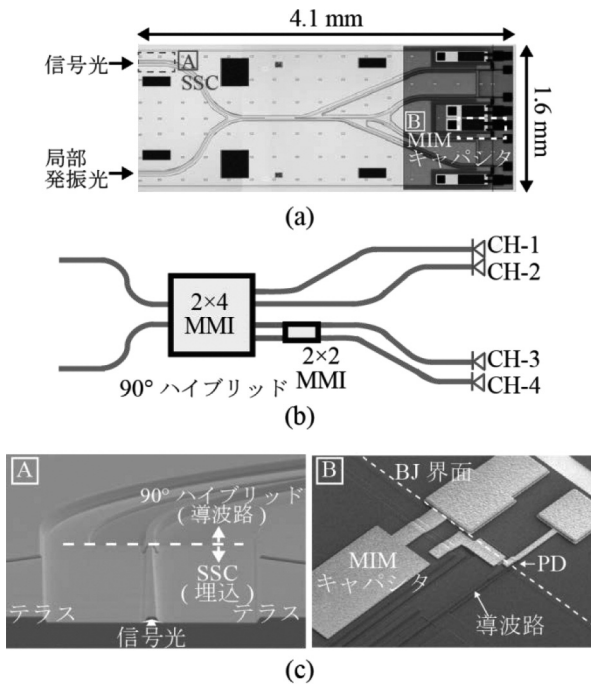 4.1 mm
信号光
A
SSC
局部
発振光
B
MIM
キャパシタ
1.6 mm
(a)
2×4
MMI
2×2
MMI
90° ハイブリッド
CH-1
CH-2
CH-3
CH-4
(b)
A
90° ハイブリッド
(導波路)
SSC
(埋込)
テラス
テラス
信号光
B
BJ 界面
MIM
キャパシタ
PD
導波路
(c)